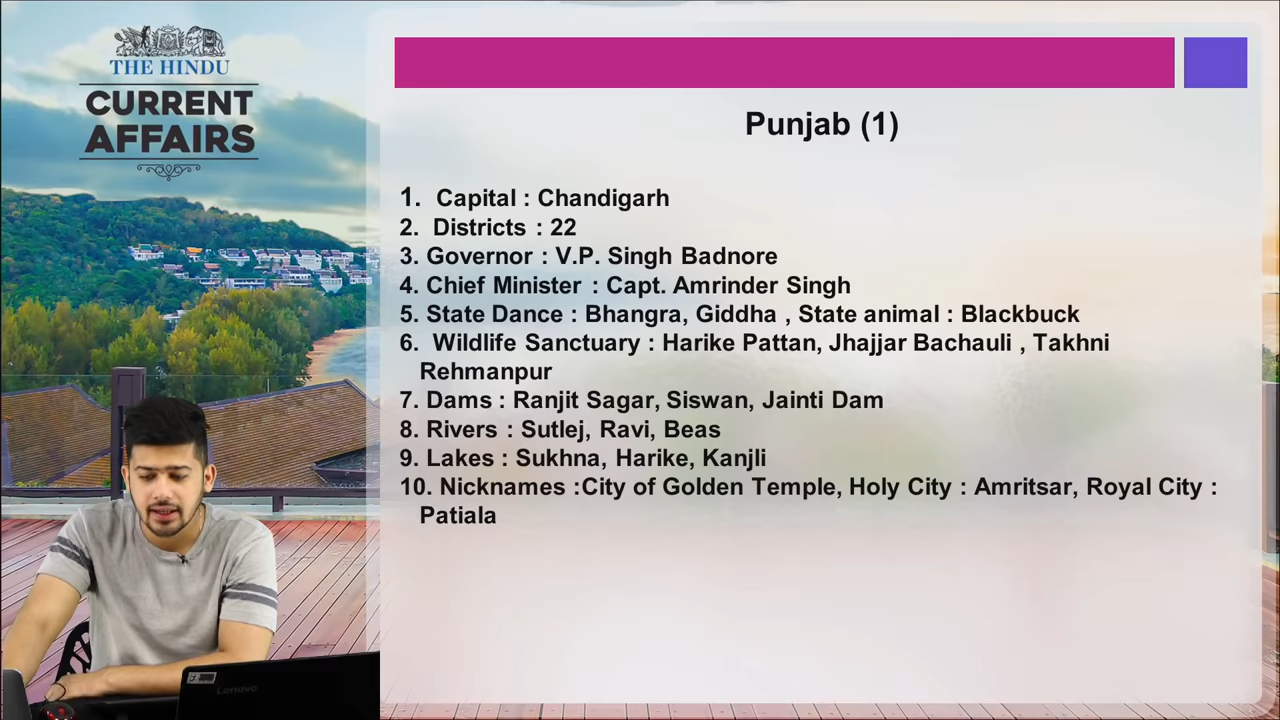 THE HINDU
CURRENT
AFFAIRS
Punjab (1)
1. Capital : Chandigarh
2. Districts : 22
3. Governor : V.P. Singh Badnore
4. Chief Minister : Capt. Amrinder Singh
5. State Dance : Bhangra, Giddha , State animal : Blackbuck
6. Wildlife Sanctuary : Harike Pattan, Jhajjar Bachauli , Takhni
Rehmanpur
7. Dams : Ranjit Sagar, Siswan, Jainti Dam
8. Rivers : Sutlej, Ravi, Beas
9. Lakes : Sukhna, Harike, Kanjli
10. Nicknames :City of Golden Temple, Holy City : Amritsar, Royal City :
Patiala
Lenovo